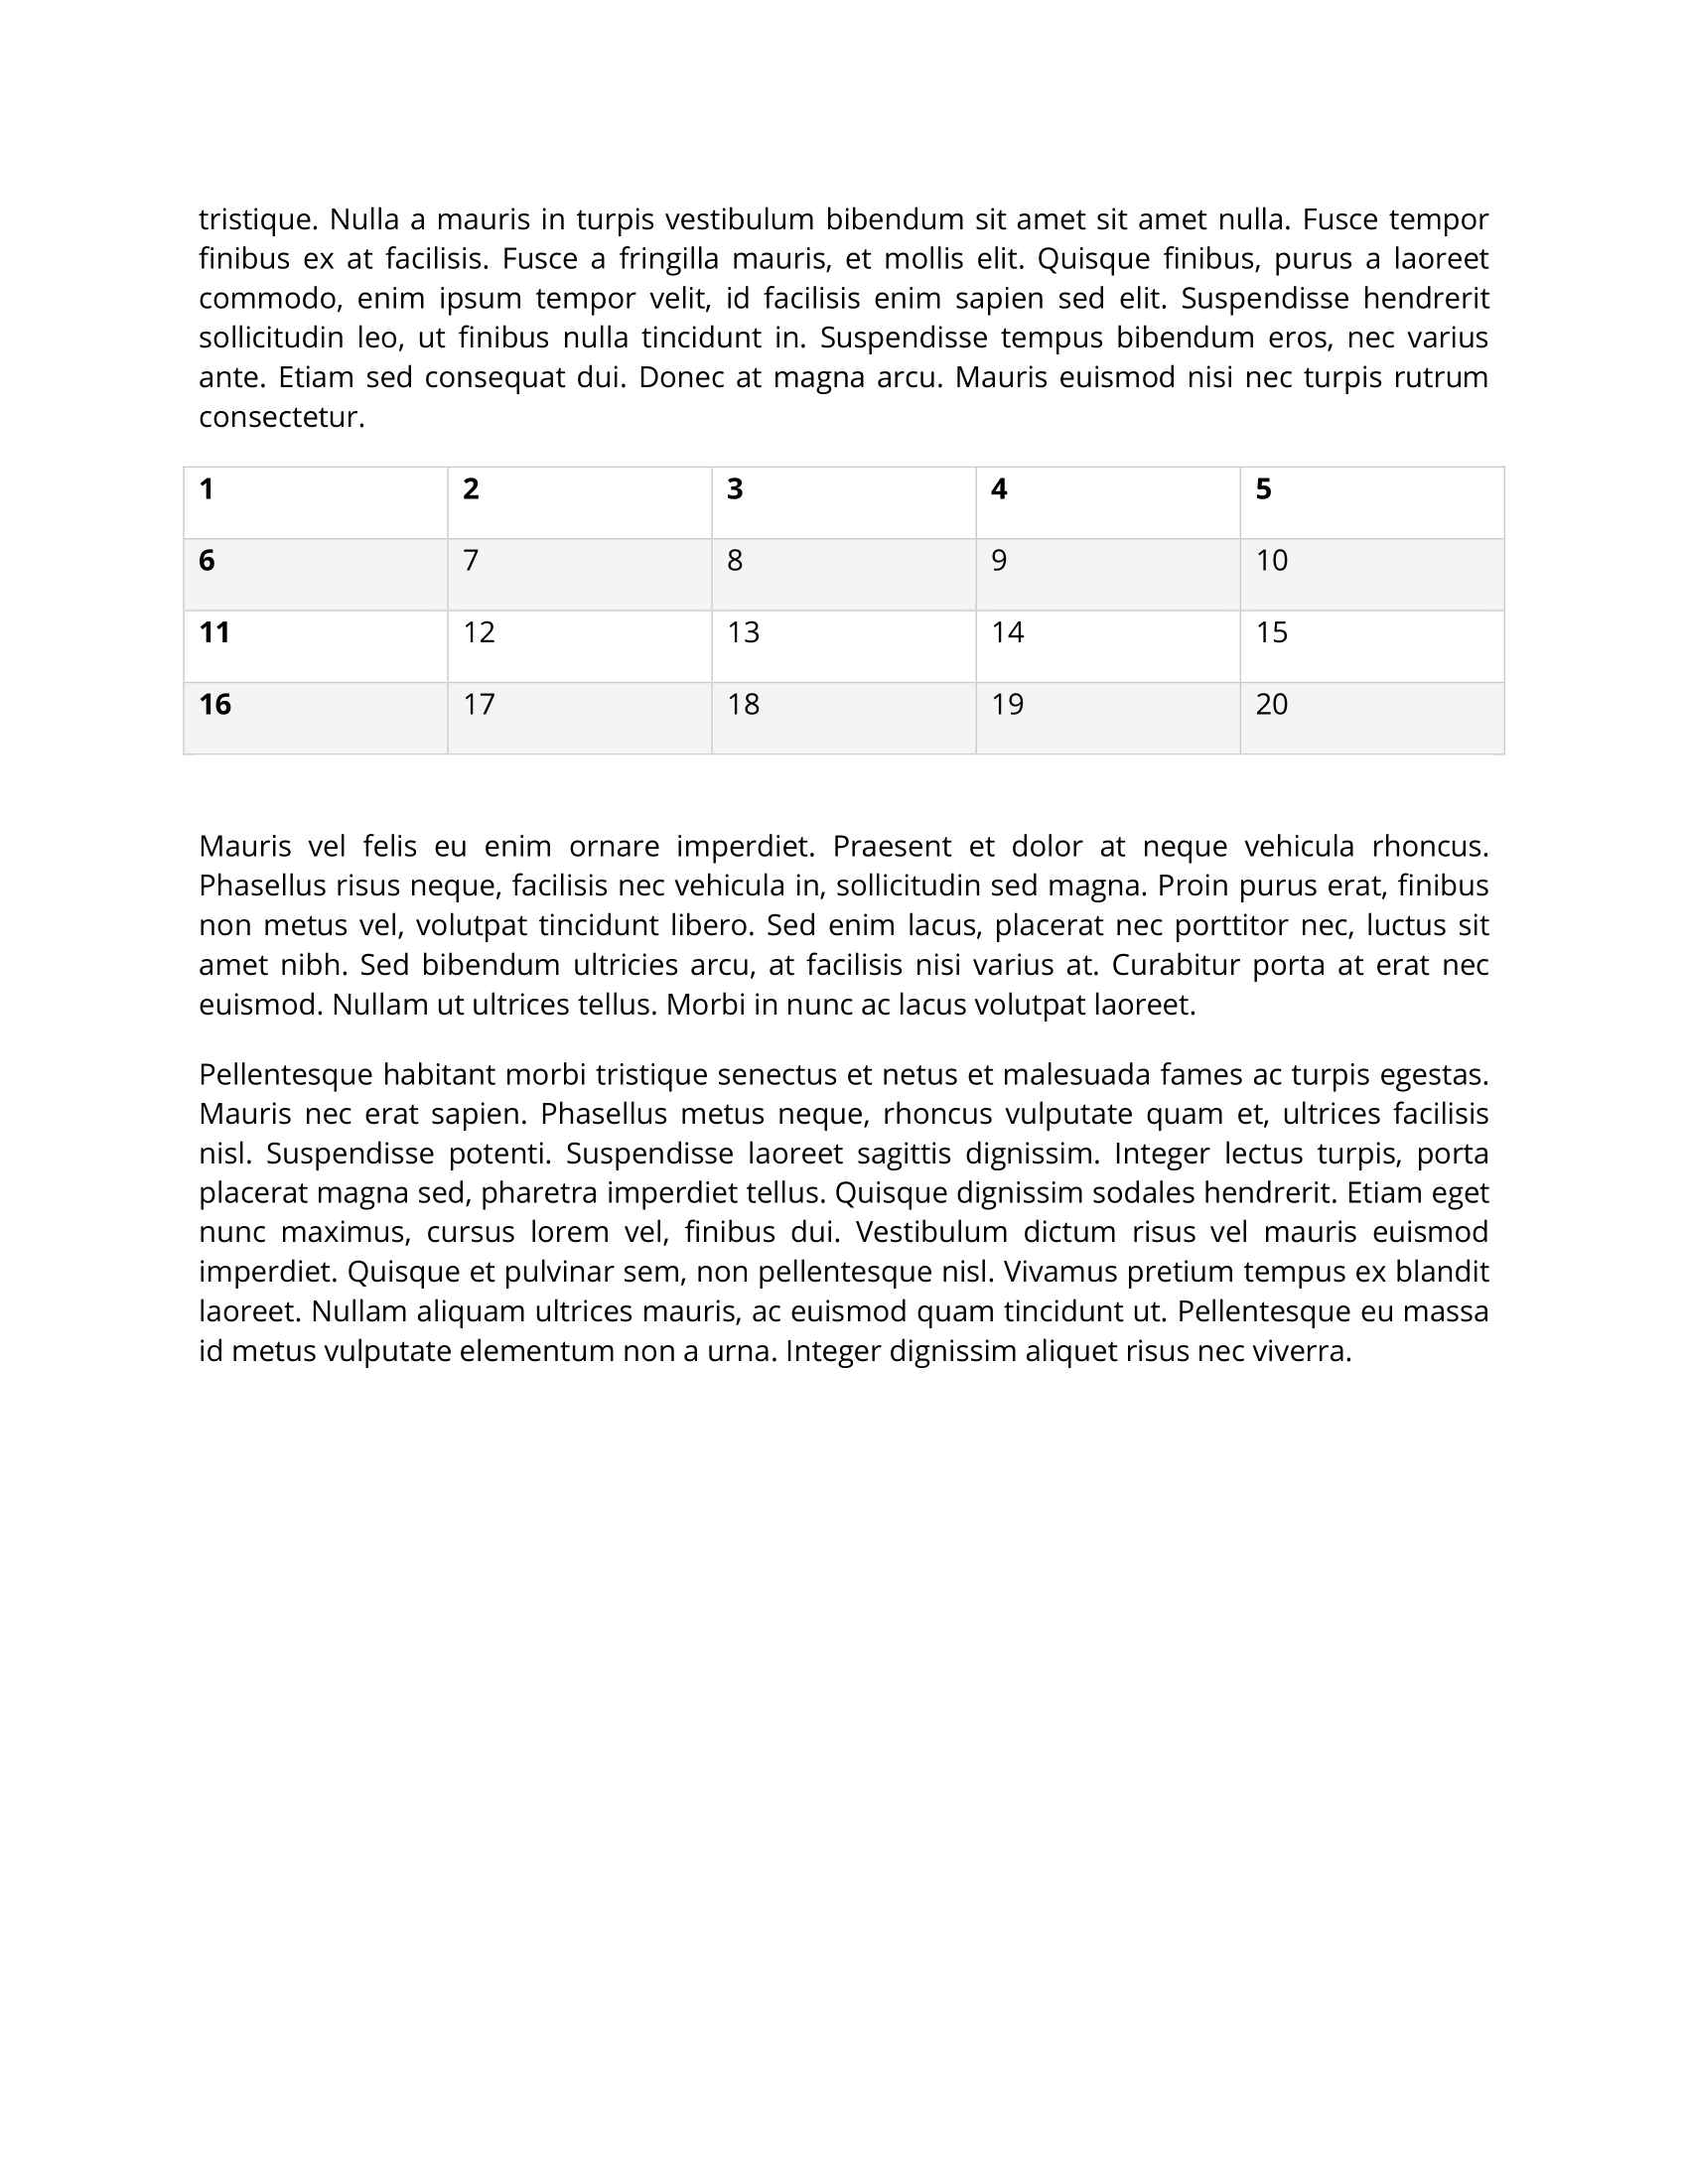 tristique. Nulla a mauris in turpis vestibulum bibendum sit amet sit amet nulla. Fusce tempor
finibus ex at facilisis. Fusce a fringilla mauris, et mollis elit. Quisque finibus, purus a laoreet
commodo, enim ipsum tempor velit, id facilisis enim sapien sed elit. Suspendisse hendrerit
sollicitudin leo, ut finibus nulla tincidunt in. Suspendisse tempus bibendum eros, nec varius
ante. Etiam sed consequat dui. Donec at magna arcu. Mauris euismod nisi nec turpis rutrum
consectetur.
1 2 3 4 5
6 7 8 9 10
11 12 13 14 15
16 17 18 19 20
Mauris vel felis eu enim ornare imperdiet. Praesent et dolor at neque vehicula rhoncus.
Phasellus risus neque, facilisis nec vehicula in, sollicitudin sed magna. Proin purus erat, finibus
non metus vel, volutpat tincidunt libero. Sed enim lacus, placerat nec porttitor nec, luctus sit
amet nibh. Sed bibendum ultricies arcu, at facilisis nisi varius at. Curabitur porta at erat nec
euismod. Nullam ut ultrices tellus. Morbi in nunc ac lacus volutpat laoreet.
Pellentesque habitant morbi tristique senectus et netus et malesuada fames ac turpis egestas.
Mauris nec erat sapien. Phasellus metus neque, rhoncus vulputate quam et, ultrices facilisis
nisl. Suspendisse potenti. Suspendisse laoreet sagittis dignissim. Integer lectus turpis, porta
placerat magna sed, pharetra imperdiet tellus. Quisque dignissim sodales hendrerit. Etiam eget
nunc maximus, cursus lorem vel, finibus dui. Vestibulum dictum risus vel mauris euismod
imperdiet. Quisque et pulvinar sem, non pellentesque nisl. Vivamus pretium tempus ex blandit
laoreet. Nullam aliquam ultrices mauris, ac euismod quam tincidunt ut. Pellentesque eu massa
id metus vulputate elementum non a urna. Integer dignissim aliquet risus nec viverra.